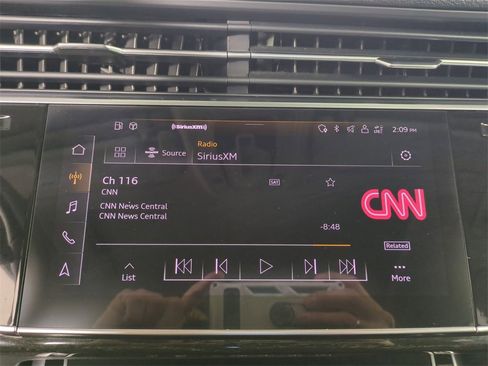 ((SiriusXM))
2:09 PM
Radio
Source
SiriusXM
Ch 116
CNN
SAT
CNN News Central
CNN News Central
CNN
-8:48
Related
List
More